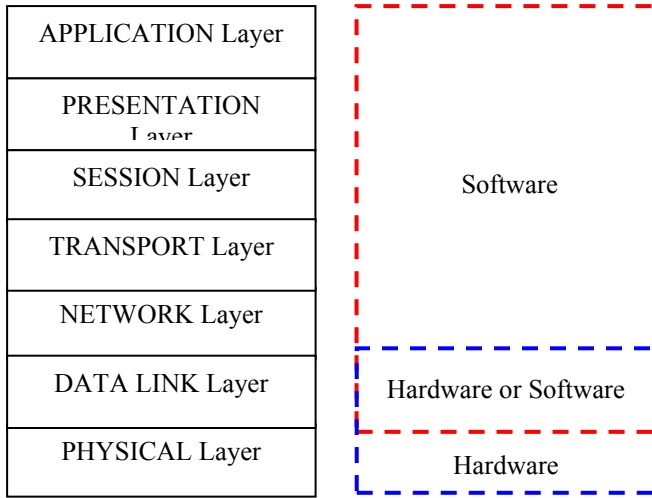 APPLICATION Layer
PRESENTATION
Layer
SESSION Layer
Software
TRANSPORT Layer
NETWORK Layer
DATA LINK Layer
Hardware or Software
PHYSICAL Layer
Hardware